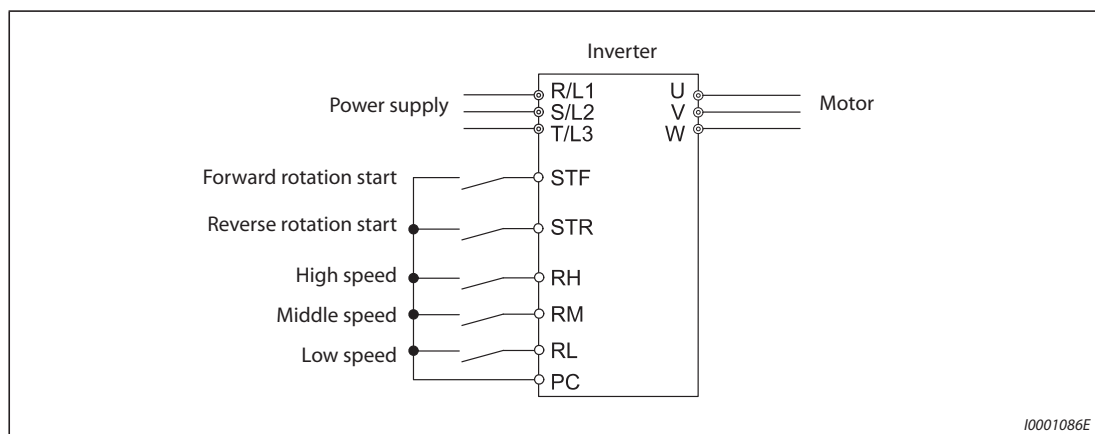 Inverter
Power supply
R/L1
S/L2
T/L3
U
V
W
Motor
Forward rotation start
STF
Reverse rotation start
STR
High speed
RH
Middle speed
RM
Low speed
RL
PC
I0001086E